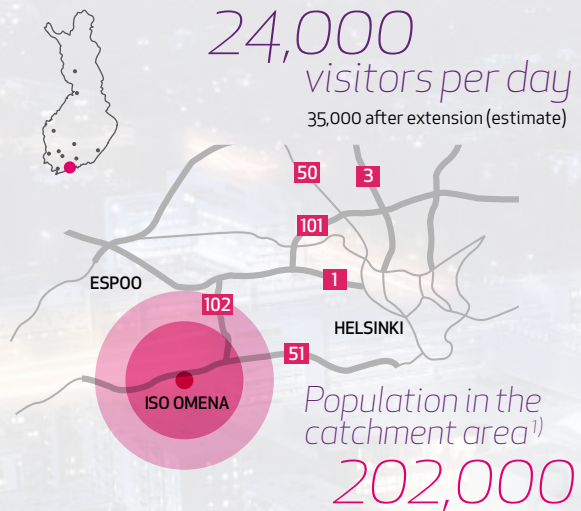 24,000
visitors per day
35,000 after extension (estimate)
50
3
101
ESPOO
1
102
HELSINKI
51
ISO OMENA
Population in the
catchment area 1)
202,000